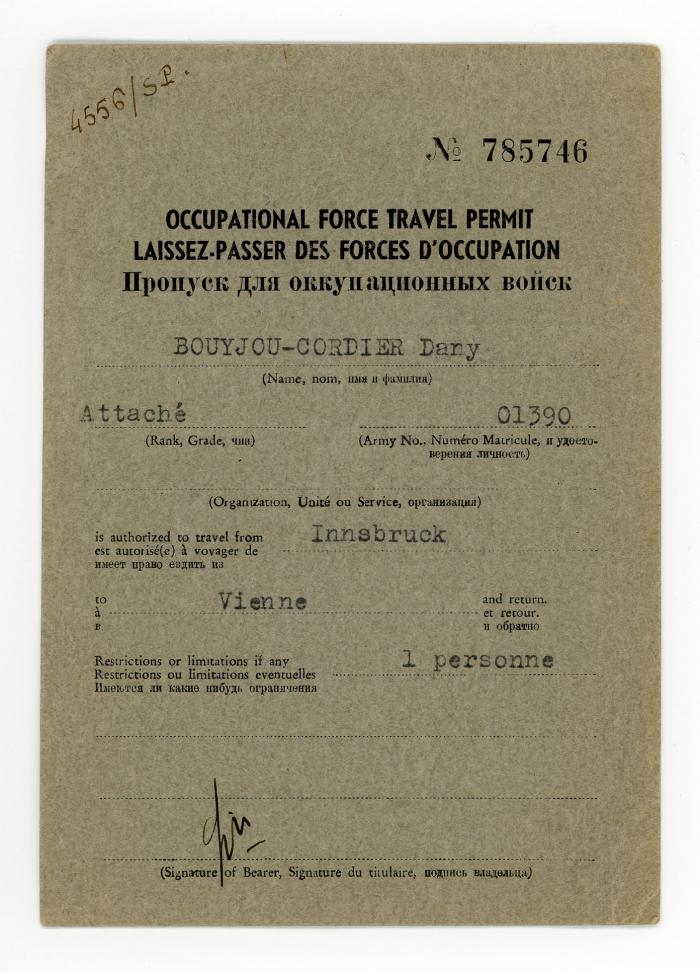 4556/SP.
№ 785746
OCCUPATIONAL FORCE TRAVEL PERMIT
LAISSEZ-PASSER DES FORCES D'OCCUPATION
Пропуск для оккупационных войск
BOUYJOU-CORDIER Dany
(Name, nom, имя и фамилия)
Attaché 01390
(Rank, Grade, чин) (Army No., Numéro Matricule, и удосто-
верения личность)
(Organization, Unité ou Service, организация)
is authorized to travel from Innsbruck
est autorisé(e) à voyager de
имеет право ездить из
to Vienne and return.
à et retour.
в и обратно
Restrictions or limitations if any 1 personne
Restrictions ou limitations eventuelles
Имеются ли какие нибудь ограничения
(Signature of Bearer, Signature du titulaire, подпись владельца)